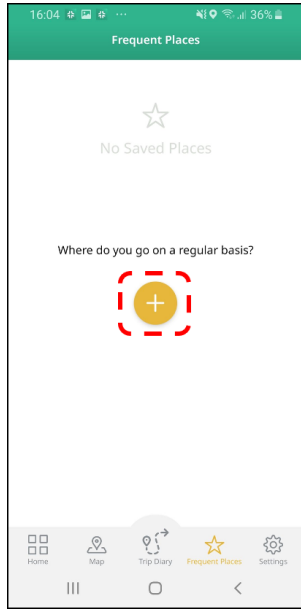 16:04 ... 36%
Frequent Places
No Saved Places
Where do you go on a regular basis?
+
Home Map Trip Diary Frequent Places Settings